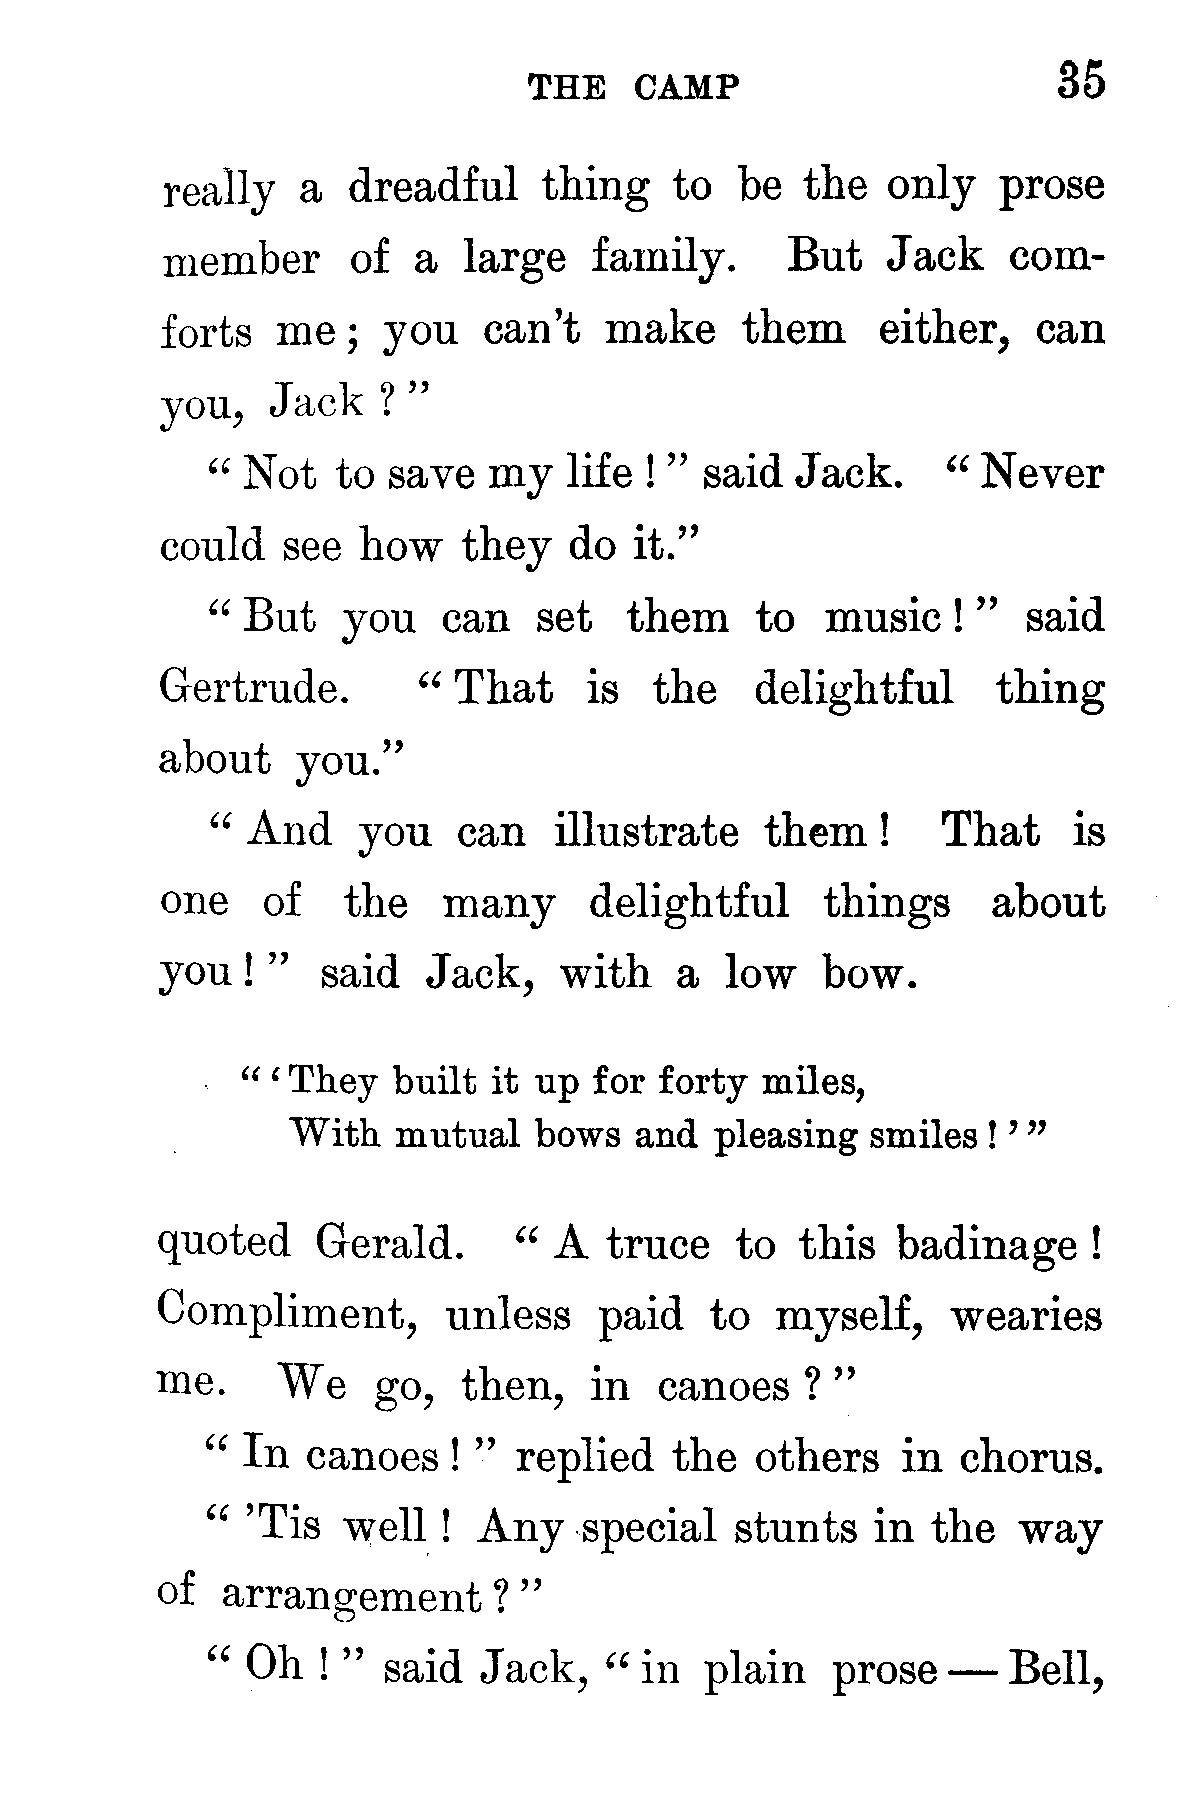 THE CAMP 35
really a dreadful thing to be the only prose
member of a large family. But Jack com-
forts me; you can't make them either, can
you, Jack?"
"Not to save my life!" said Jack. "Never
could see how they do it."
"But you can set them to music!" said
Gertrude. "That is the delightful thing
about you."
"And you can illustrate them! That is
one of the many delightful things about
you!" said Jack, with a low bow.
"'They built it up for forty miles,
With mutual bows and pleasing smiles!'"
quoted Gerald. "A truce to this badinage!
Compliment, unless paid to myself, wearies
me. We go, then, in canoes?"
"In canoes!" replied the others in chorus.
"'Tis well! Any special stunts in the way
of arrangement?"
"Oh!" said Jack, "in plain prose — Bell,